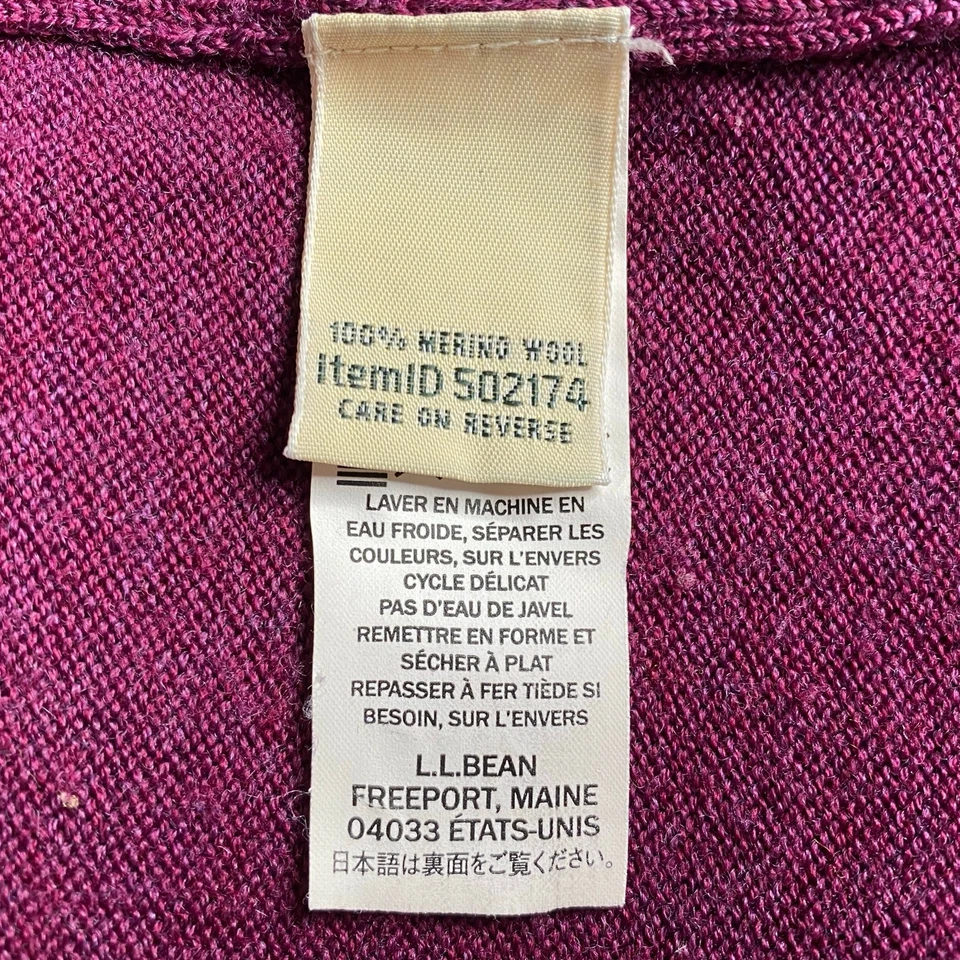 100% MERINO WOOL
ItemID 502174
CARE ON REVERSE
LAVER EN MACHINE EN
EAU FROIDE, SÉPARER LES
COULEURS, SUR L'ENVERS
CYCLE DÉLICAT
PAS D'EAU DE JAVEL
REMETTRE EN FORME ET
SÉCHER À PLAT
REPASSER À FER TIÈDE SI
BESOIN, SUR L'ENVERS
L.L.BEAN
FREEPORT, MAINE
04033 ÉTATS-UNIS
日本語は裏面をご覧ください。